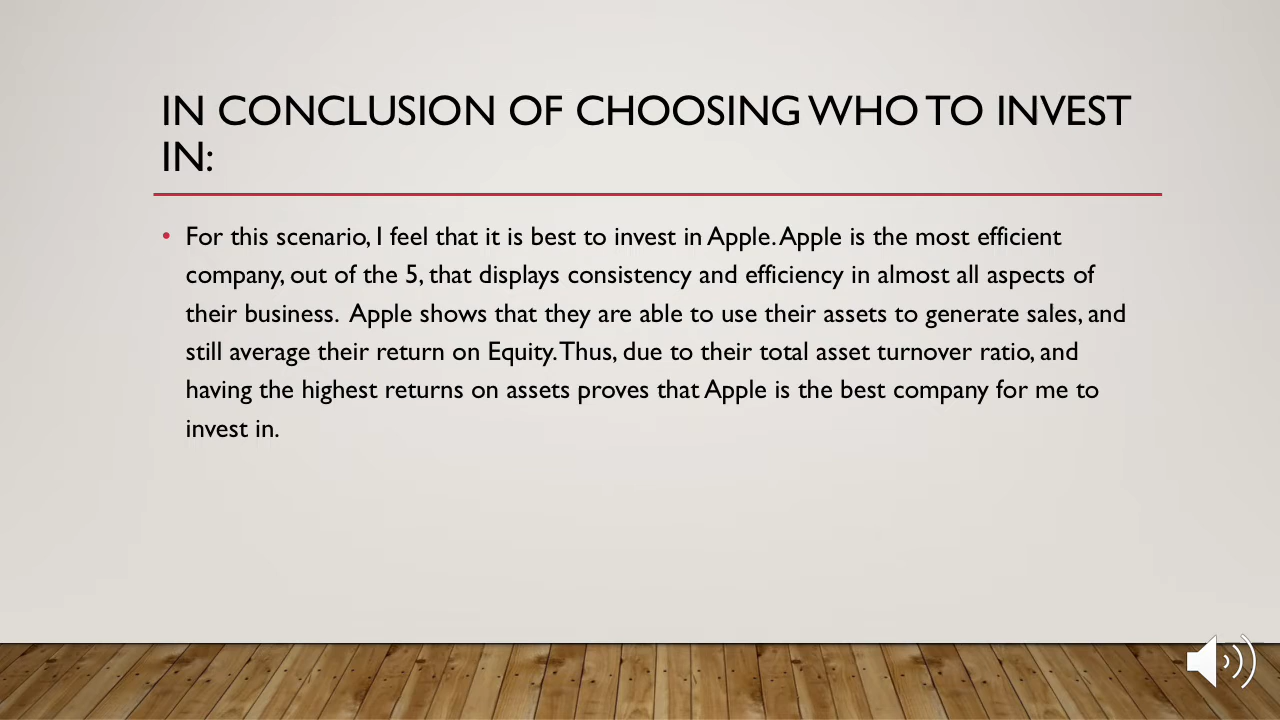 IN CONCLUSION OF CHOOSING WHO TO INVEST
IN:
• For this scenario, I feel that it is best to invest in Apple. Apple is the most efficient
company, out of the 5, that displays consistency and efficiency in almost all aspects of
their business.  Apple shows that they are able to use their assets to generate sales, and
still average their return on Equity. Thus, due to their total asset turnover ratio, and
having the highest returns on assets proves that Apple is the best company for me to
invest in.